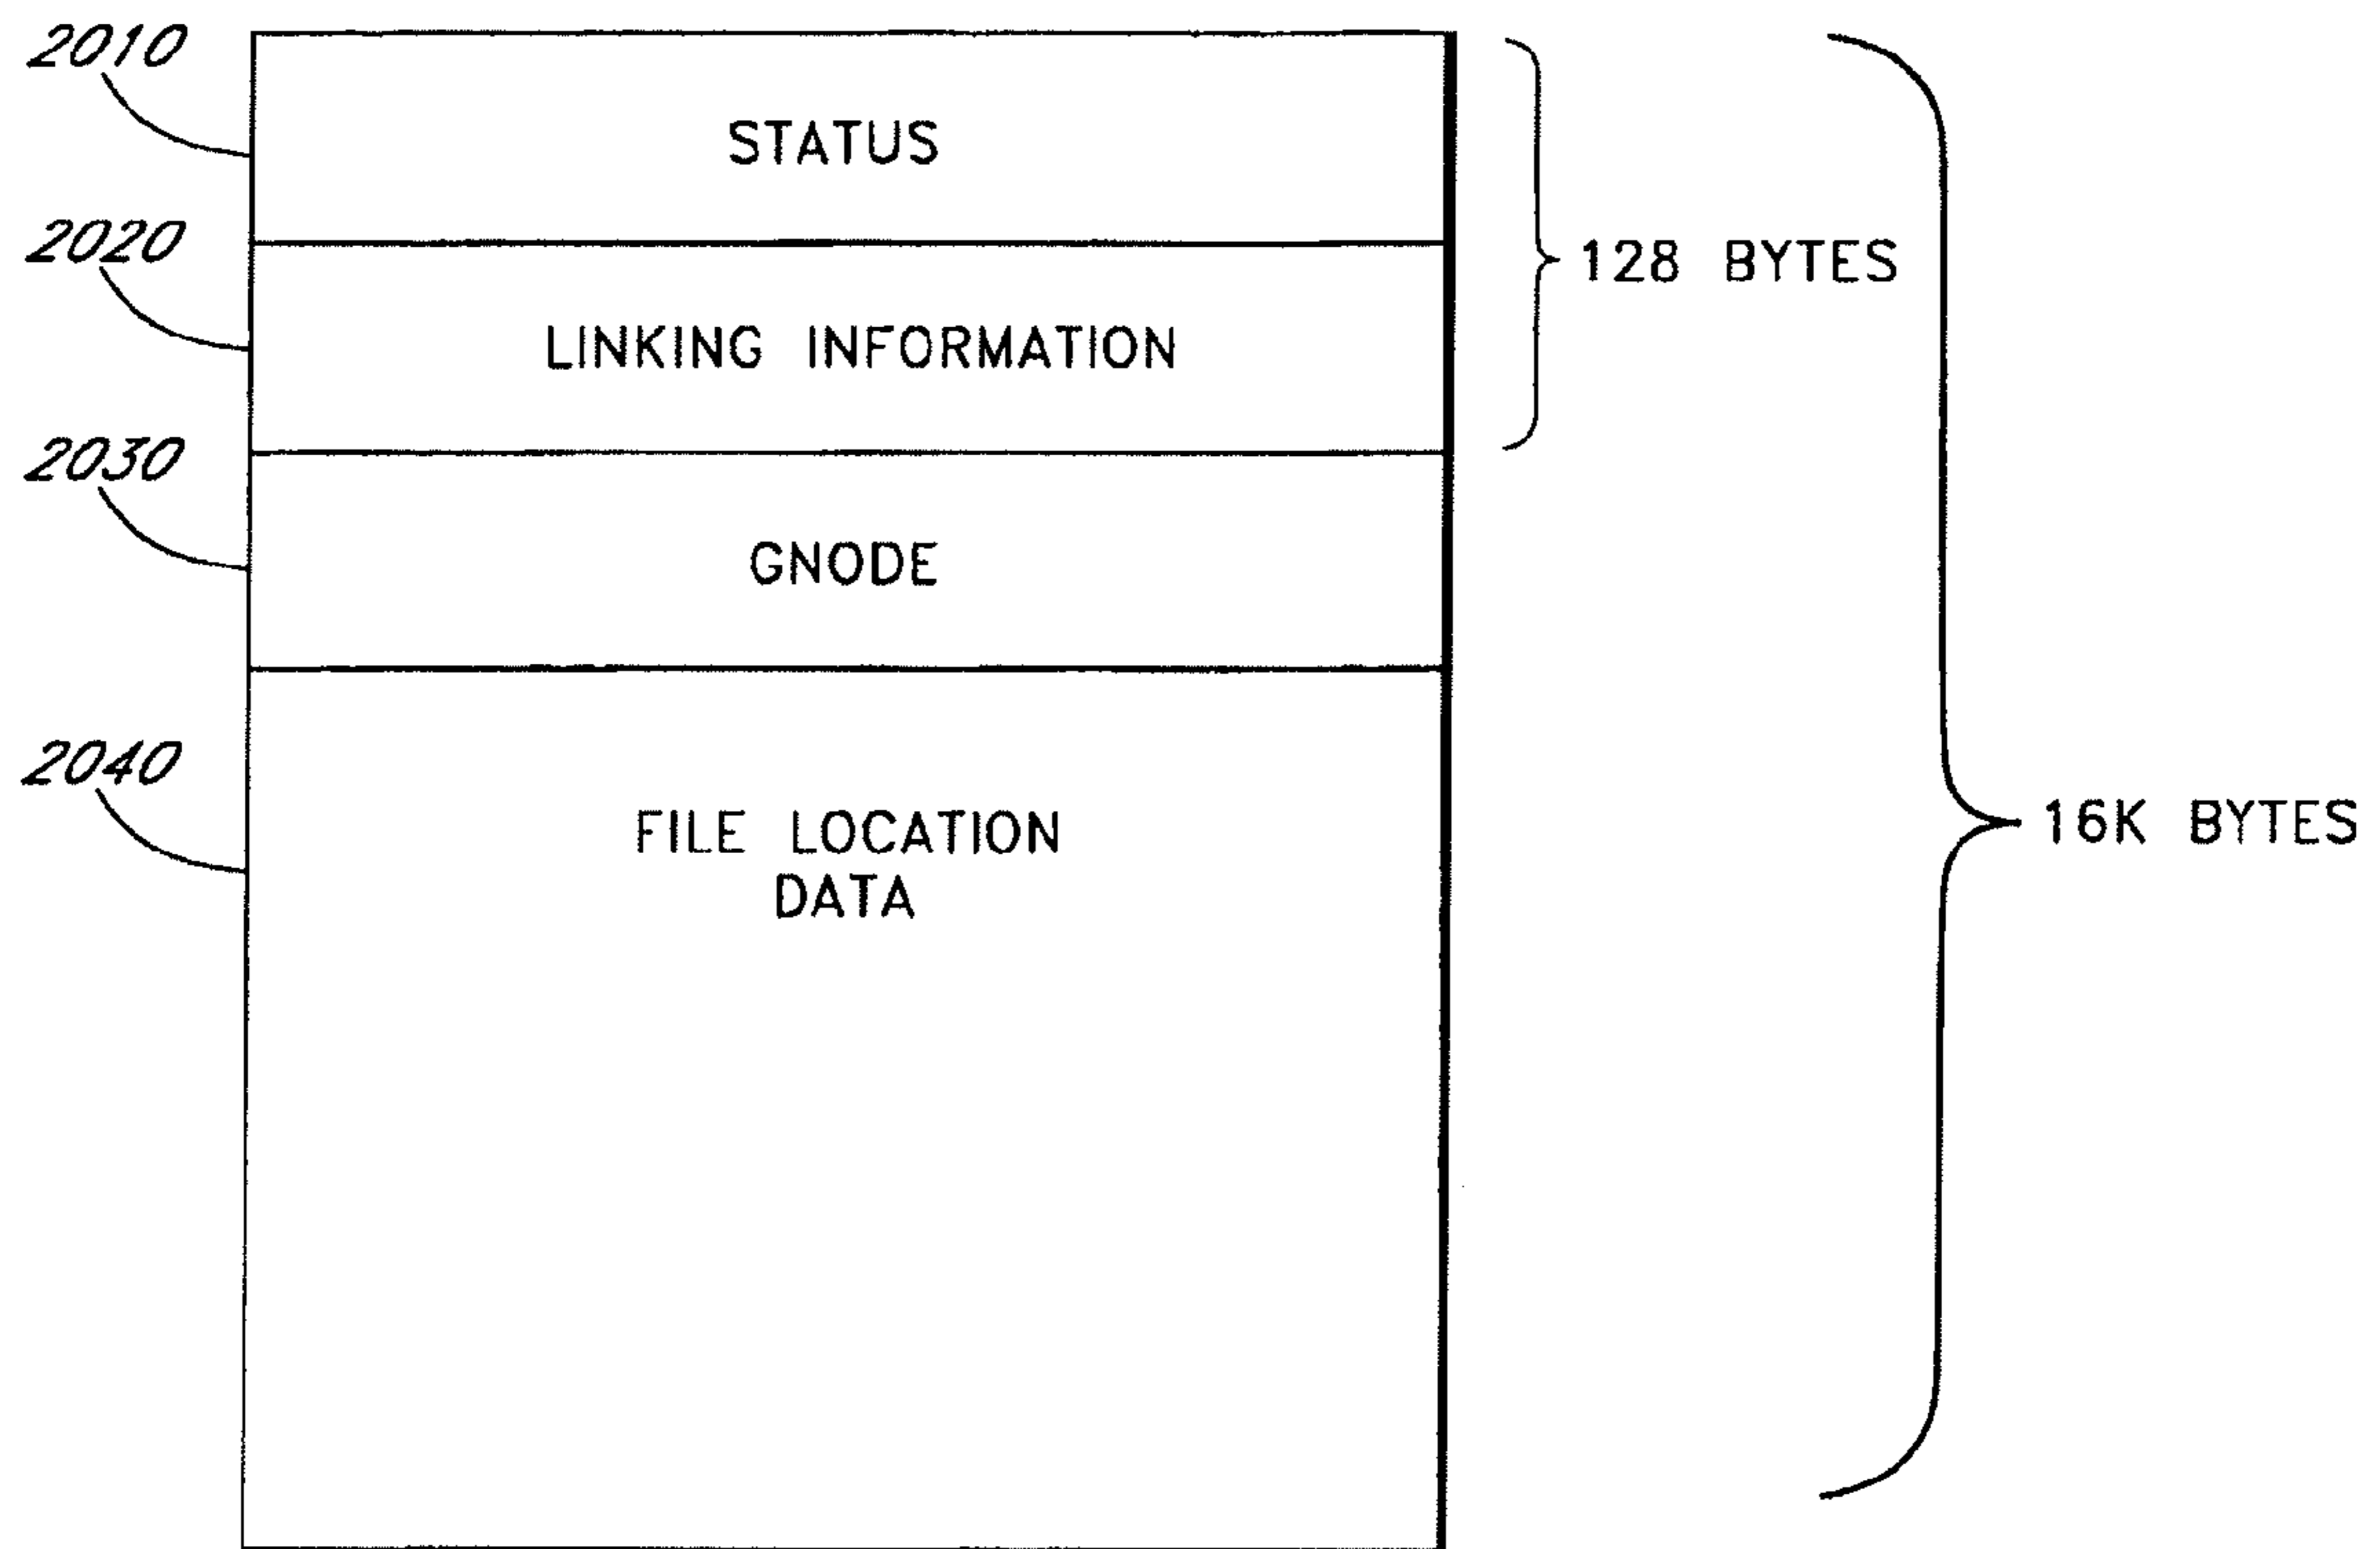 2010
STATUS
2020
128 BYTES
LINKING INFORMATION
2030
GNODE
2040
FILE LOCATION
DATA
16K BYTES